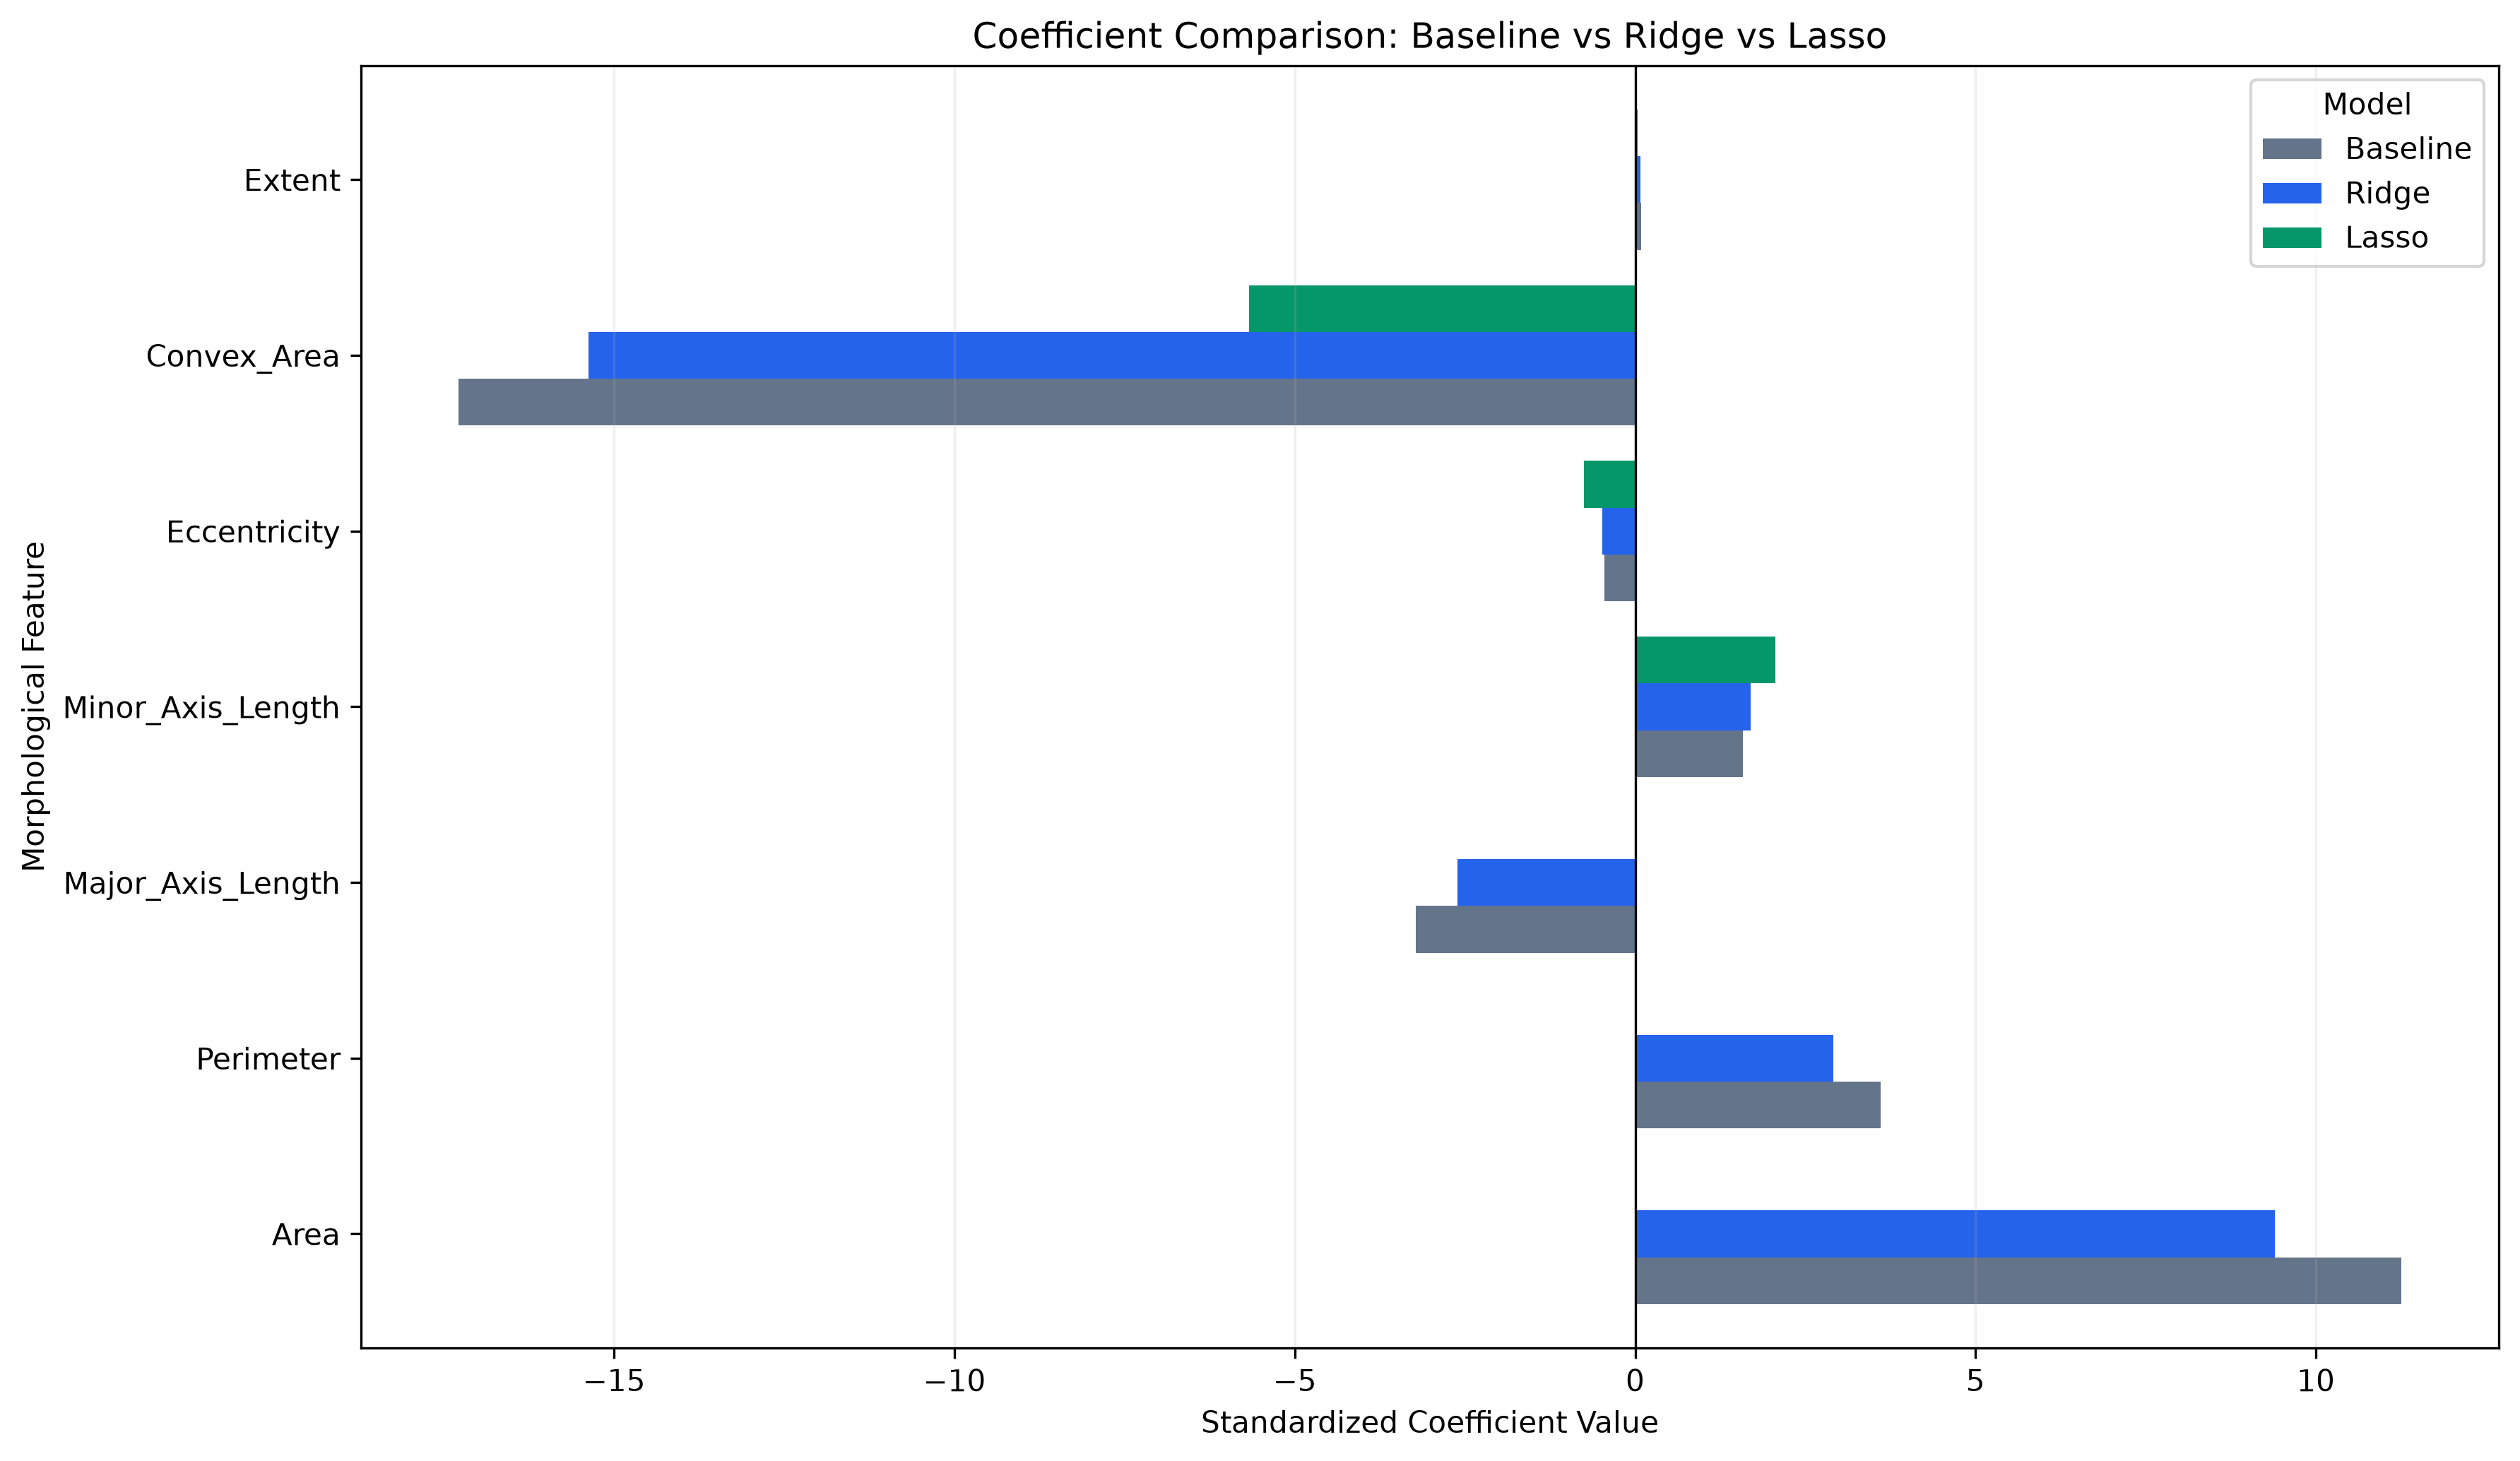 Coefficient Comparison: Baseline vs Ridge vs Lasso
Model
Baseline
Ridge
Lasso
Morphological Feature
Extent
Convex_Area
Eccentricity
Minor_Axis_Length
Major_Axis_Length
Perimeter
Area
−15 −10 −5 0 5 10
Standardized Coefficient Value